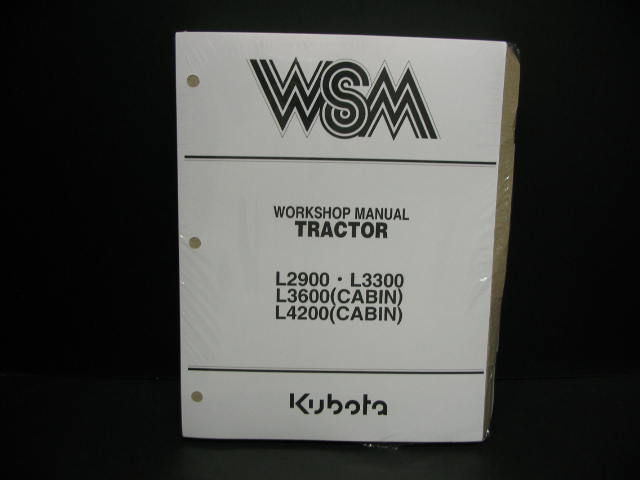 WSM
WORKSHOP MANUAL
TRACTOR
L2900 · L3300
L3600(CABIN)
L4200(CABIN)
Kubota